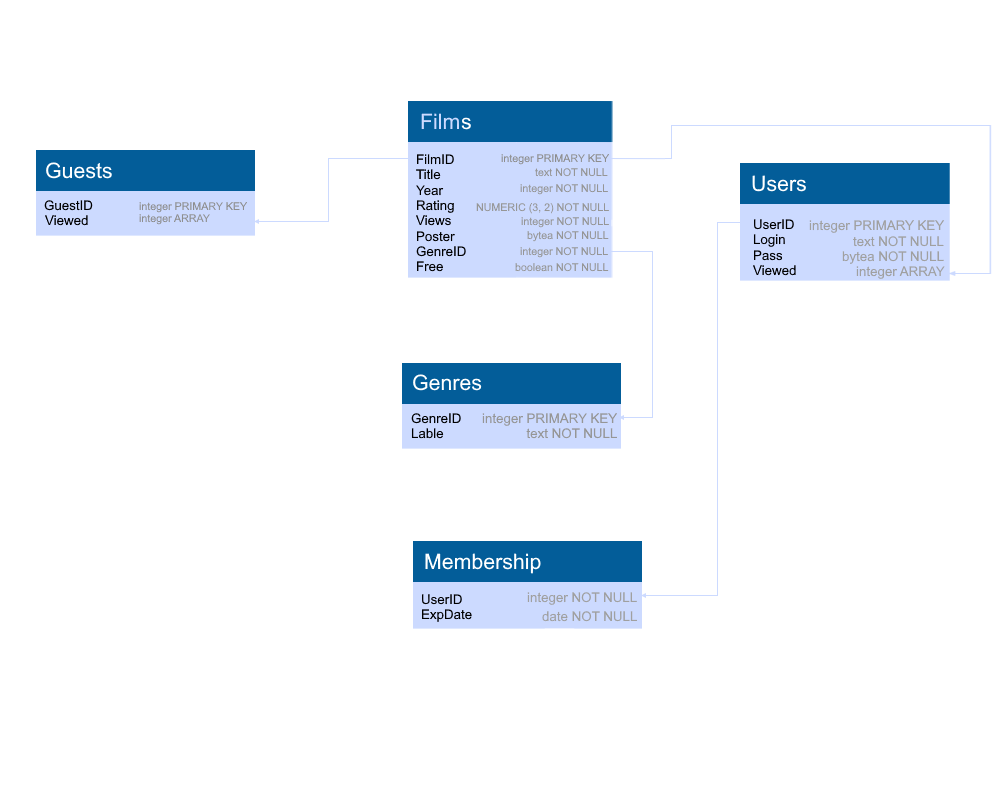 Films
FilmID integer PRIMARY KEY
Title text NOT NULL
Year integer NOT NULL
Rating NUMERIC (3, 2) NOT NULL
Views integer NOT NULL
Poster bytea NOT NULL
GenreID integer NOT NULL
Free boolean NOT NULL
Guests
GuestID integer PRIMARY KEY
Viewed integer ARRAY
Users
UserID integer PRIMARY KEY
Login text NOT NULL
Pass bytea NOT NULL
Viewed integer ARRAY
Genres
GenreID integer PRIMARY KEY
Lable text NOT NULL
Membership
UserID integer NOT NULL
ExpDate date NOT NULL